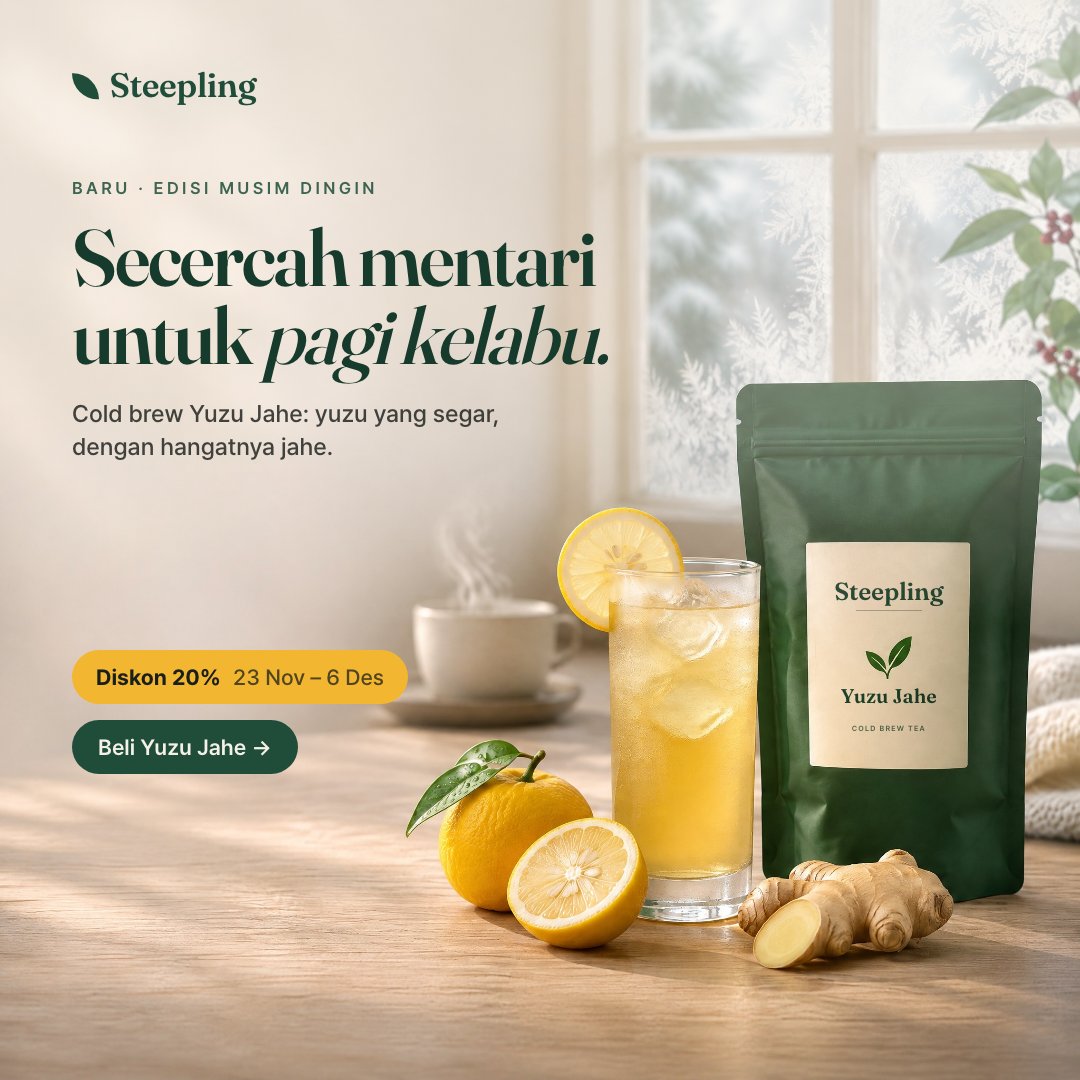 Steepling
BARU · EDISI MUSIM DINGIN
Secercah mentari
untuk pagi kelabu.
Cold brew Yuzu Jahe: yuzu yang segar,
dengan hangatnya jahe.
Diskon 20% 23 Nov – 6 Des
Beli Yuzu Jahe →
Steepling
Yuzu Jahe
COLD BREW TEA